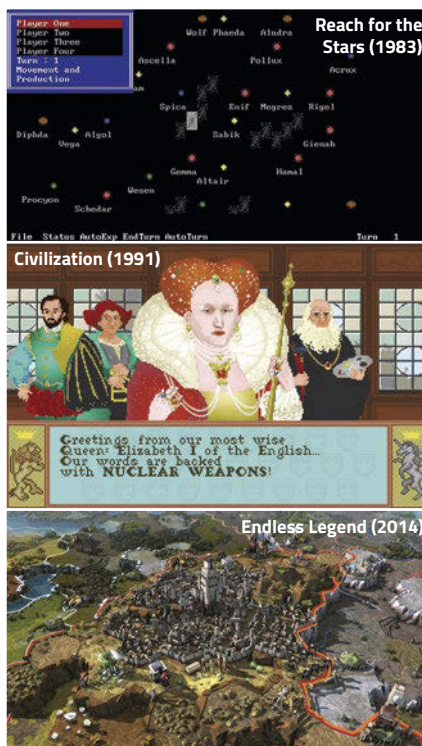 Reach for the
Stars (1983)
Player One
Player Two
Player Three
Player Four
Turn : 1
Movement and
Production
Wolf Phaeda Aludra
Ascella Pollux
Acrux
am
Spica Enif Megrez Rigel
Diphda Algol Sabik
Vega Gienah
Gemma Hamal
Altair
Wesen
Procyon
Schedar
File Status AutoExp EndTurn AutoTurn Turn 1
Civilization (1991)
Greetings from our most wise
Queen: Elizabeth I of the English...
Our words are backed
with NUCLEAR WEAPONS!
Endless Legend (2014)